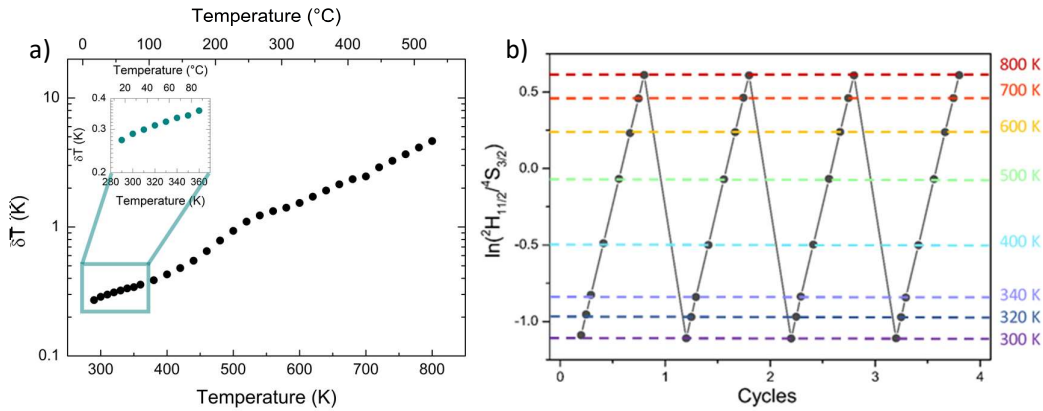 Temperature (°C)
a)
0 100 200 300 400 500
10
1
0.1
δT (K)
300 400 500 600 700 800
Temperature (K)
Temperature (°C)
20 40 60 80
0.4
0.3
0.2
δT (K)
280 300 320 340 360
Temperature (K)
b)
0.5
0.0
-0.5
-1.0
ln(²H₁₁/₂/⁴S₃/₂)
0 1 2 3 4
Cycles
800 K
700 K
600 K
500 K
400 K
340 K
320 K
300 K